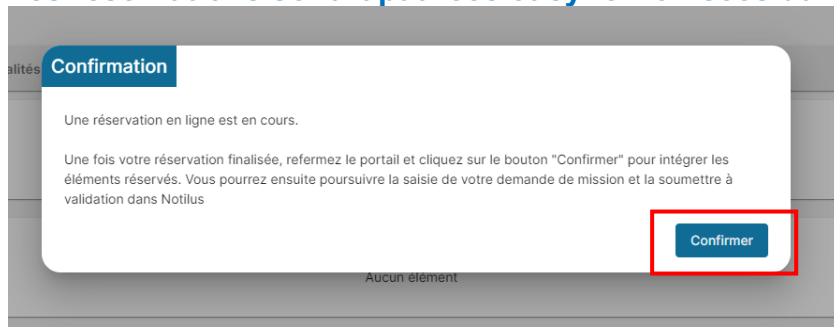 alités
Confirmation
Une réservation en ligne est en cours.
Une fois votre réservation finalisée, refermez le portail et cliquez sur le bouton "Confirmer" pour intégrer les
éléments réservés. Vous pourrez ensuite poursuivre la saisie de votre demande de mission et la soumettre à
validation dans Notilus
Confirmer
Aucun élément